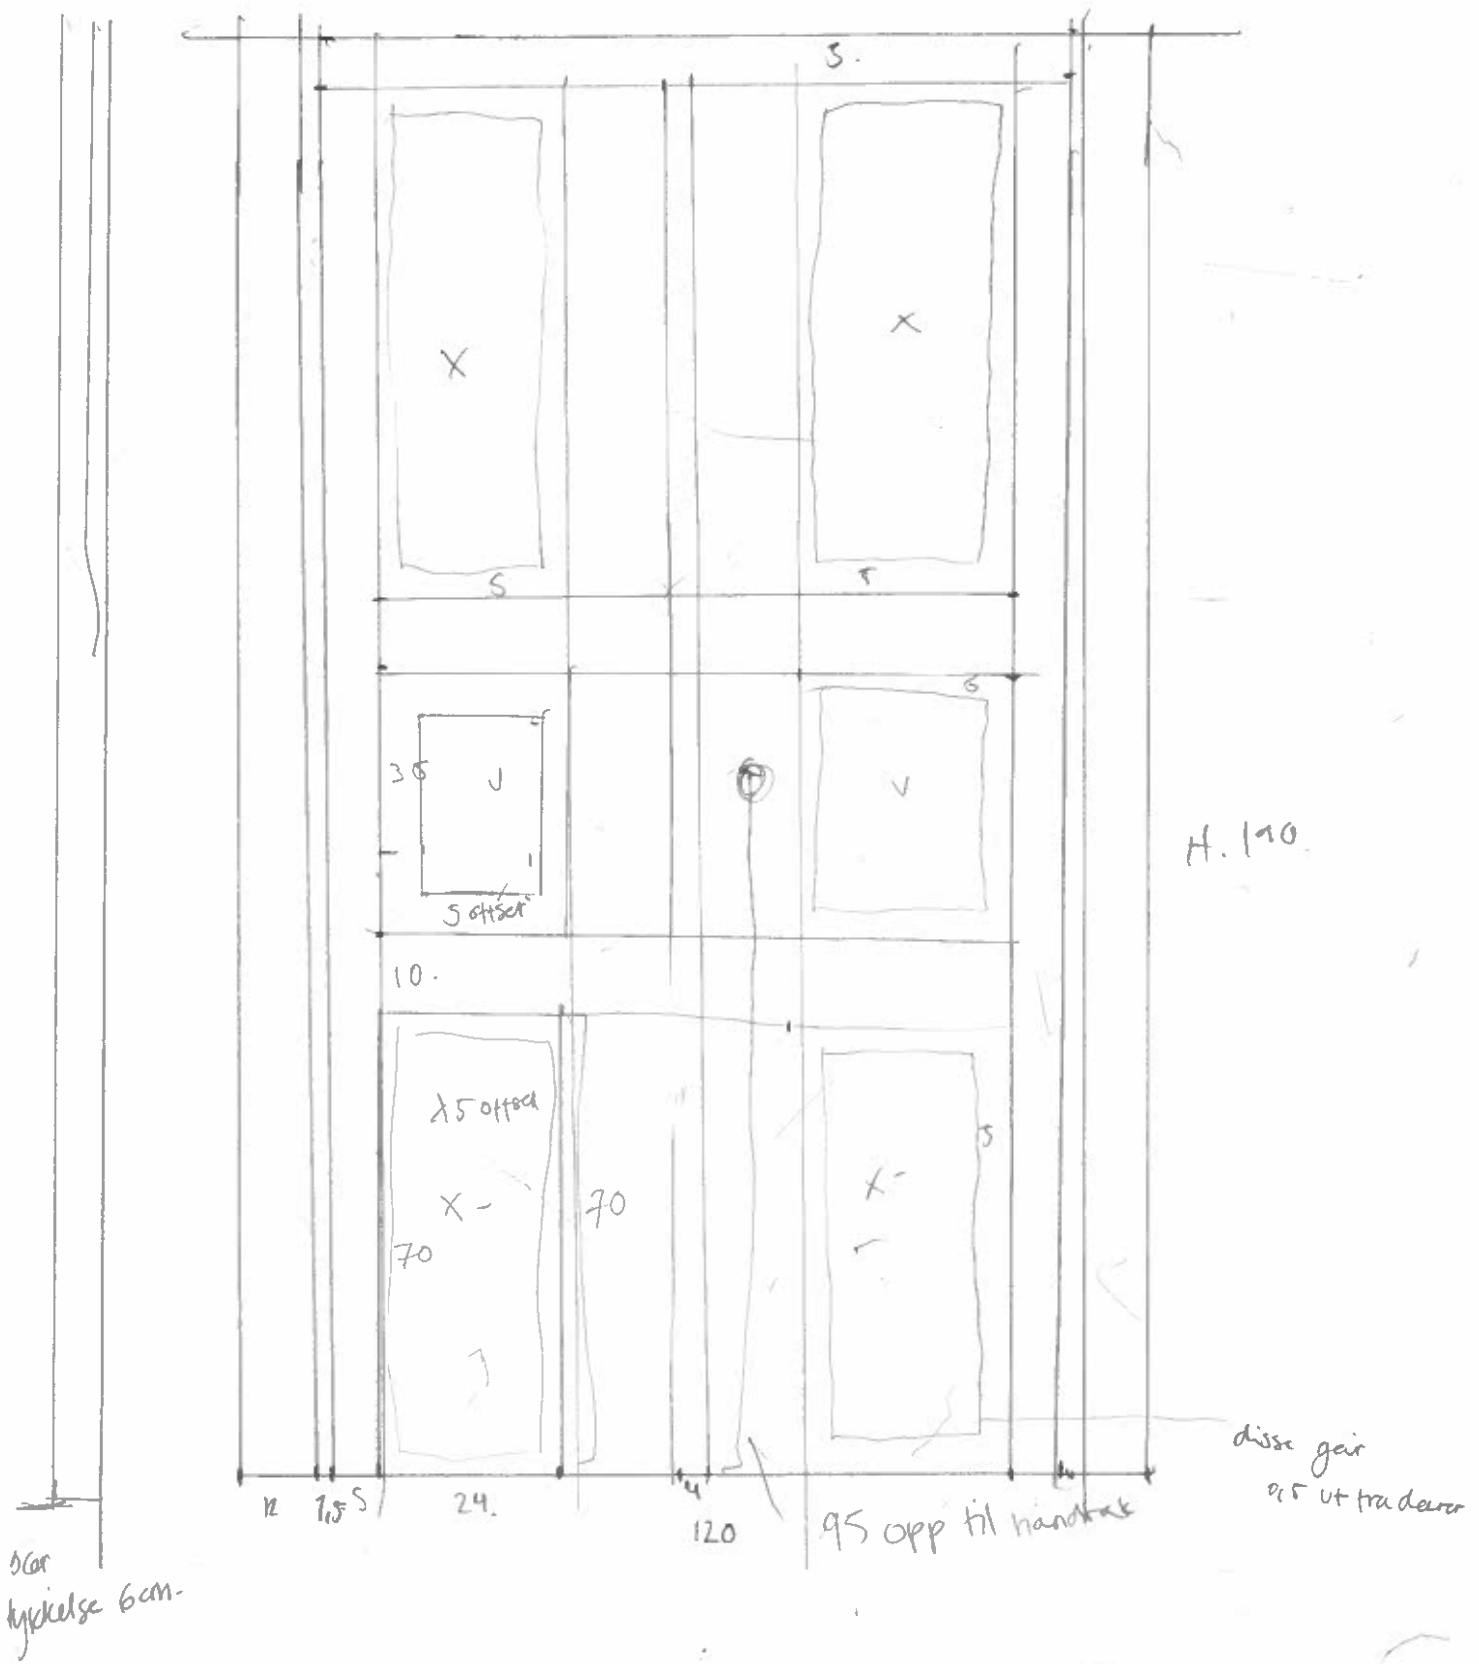 5.
X
X
5
5
6
35
V
V
H. 190
5 offset
10.
5 offset
5
X -
X -
70
70
disse går
0,5 ut fra døren
12
1,5
5
24.
4
120
95 opp til håndtak
dør
tykkelse 6cm.